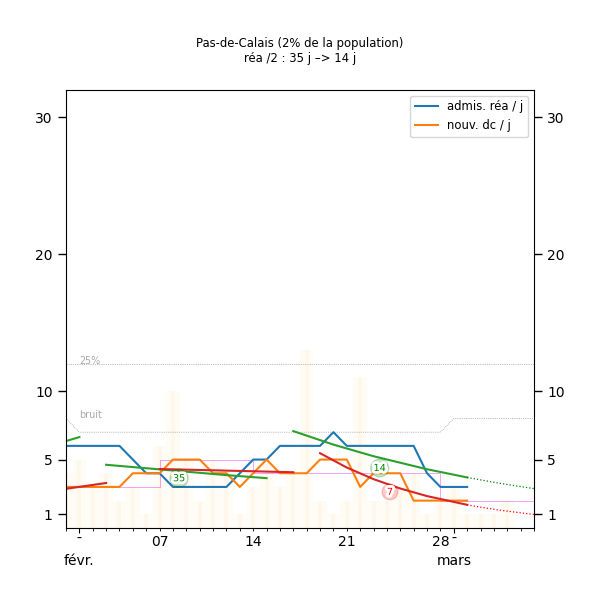 Pas-de-Calais (2% de la population)
réa /2 : 35 j –> 14 j
admis. réa / j
nouv. dc / j
30 30
20 20
25%
10 10
bruit
5 5
14
35
7
1 1
- 07 14 21 28 -
févr. mars